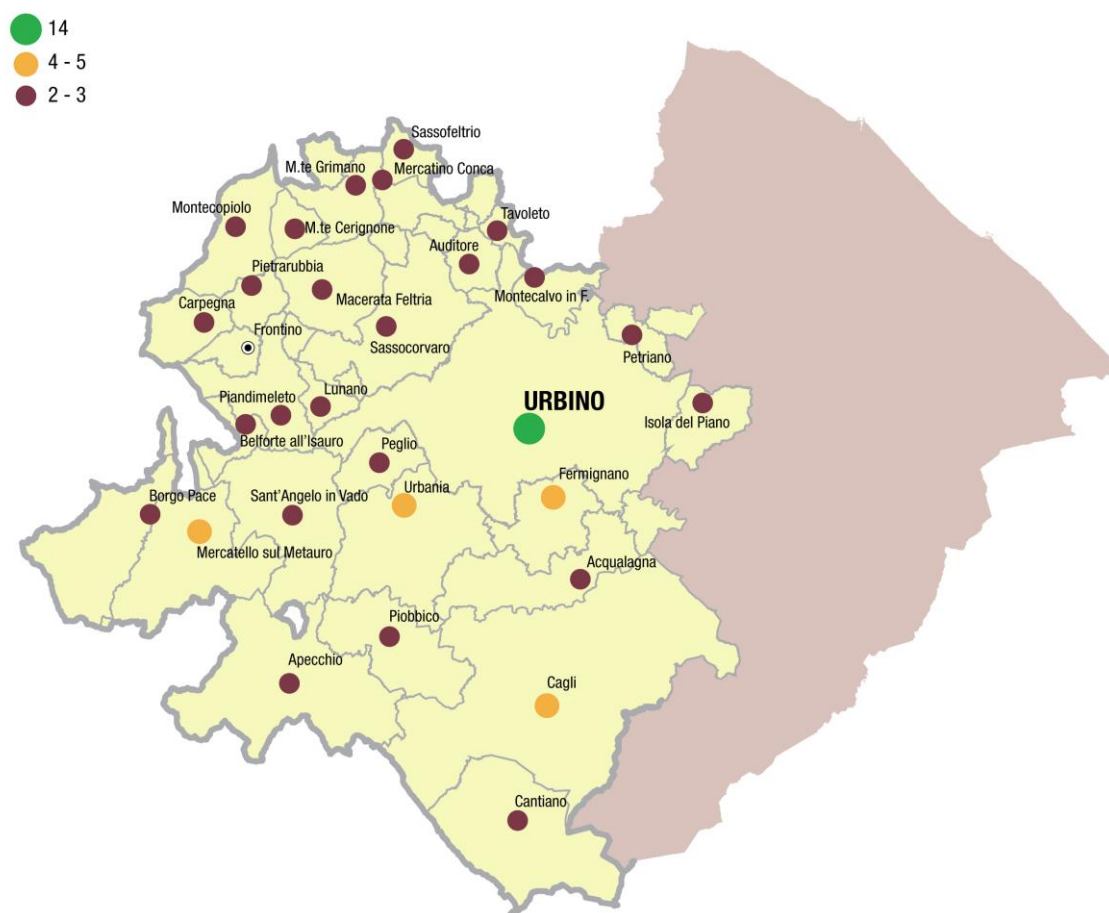 14
4 - 5
2 - 3
Sassofeltrio
M.te Grimano
Mercatino Conca
Montecopiolo
M.te Cerignone
Tavoleto
Auditore
Pietrarubbia
Macerata Feltria
Montecalvo in F.
Carpegna
Frontino
Sassocorvaro
Petriano
Piandimeleto
Lunano
URBINO
Isola del Piano
Belforte all'Isauro
Peglio
Urbania
Fermignano
Borgo Pace
Sant'Angelo in Vado
Mercatello sul Metauro
Acqualagna
Piobbico
Apecchio
Cagli
Cantiano